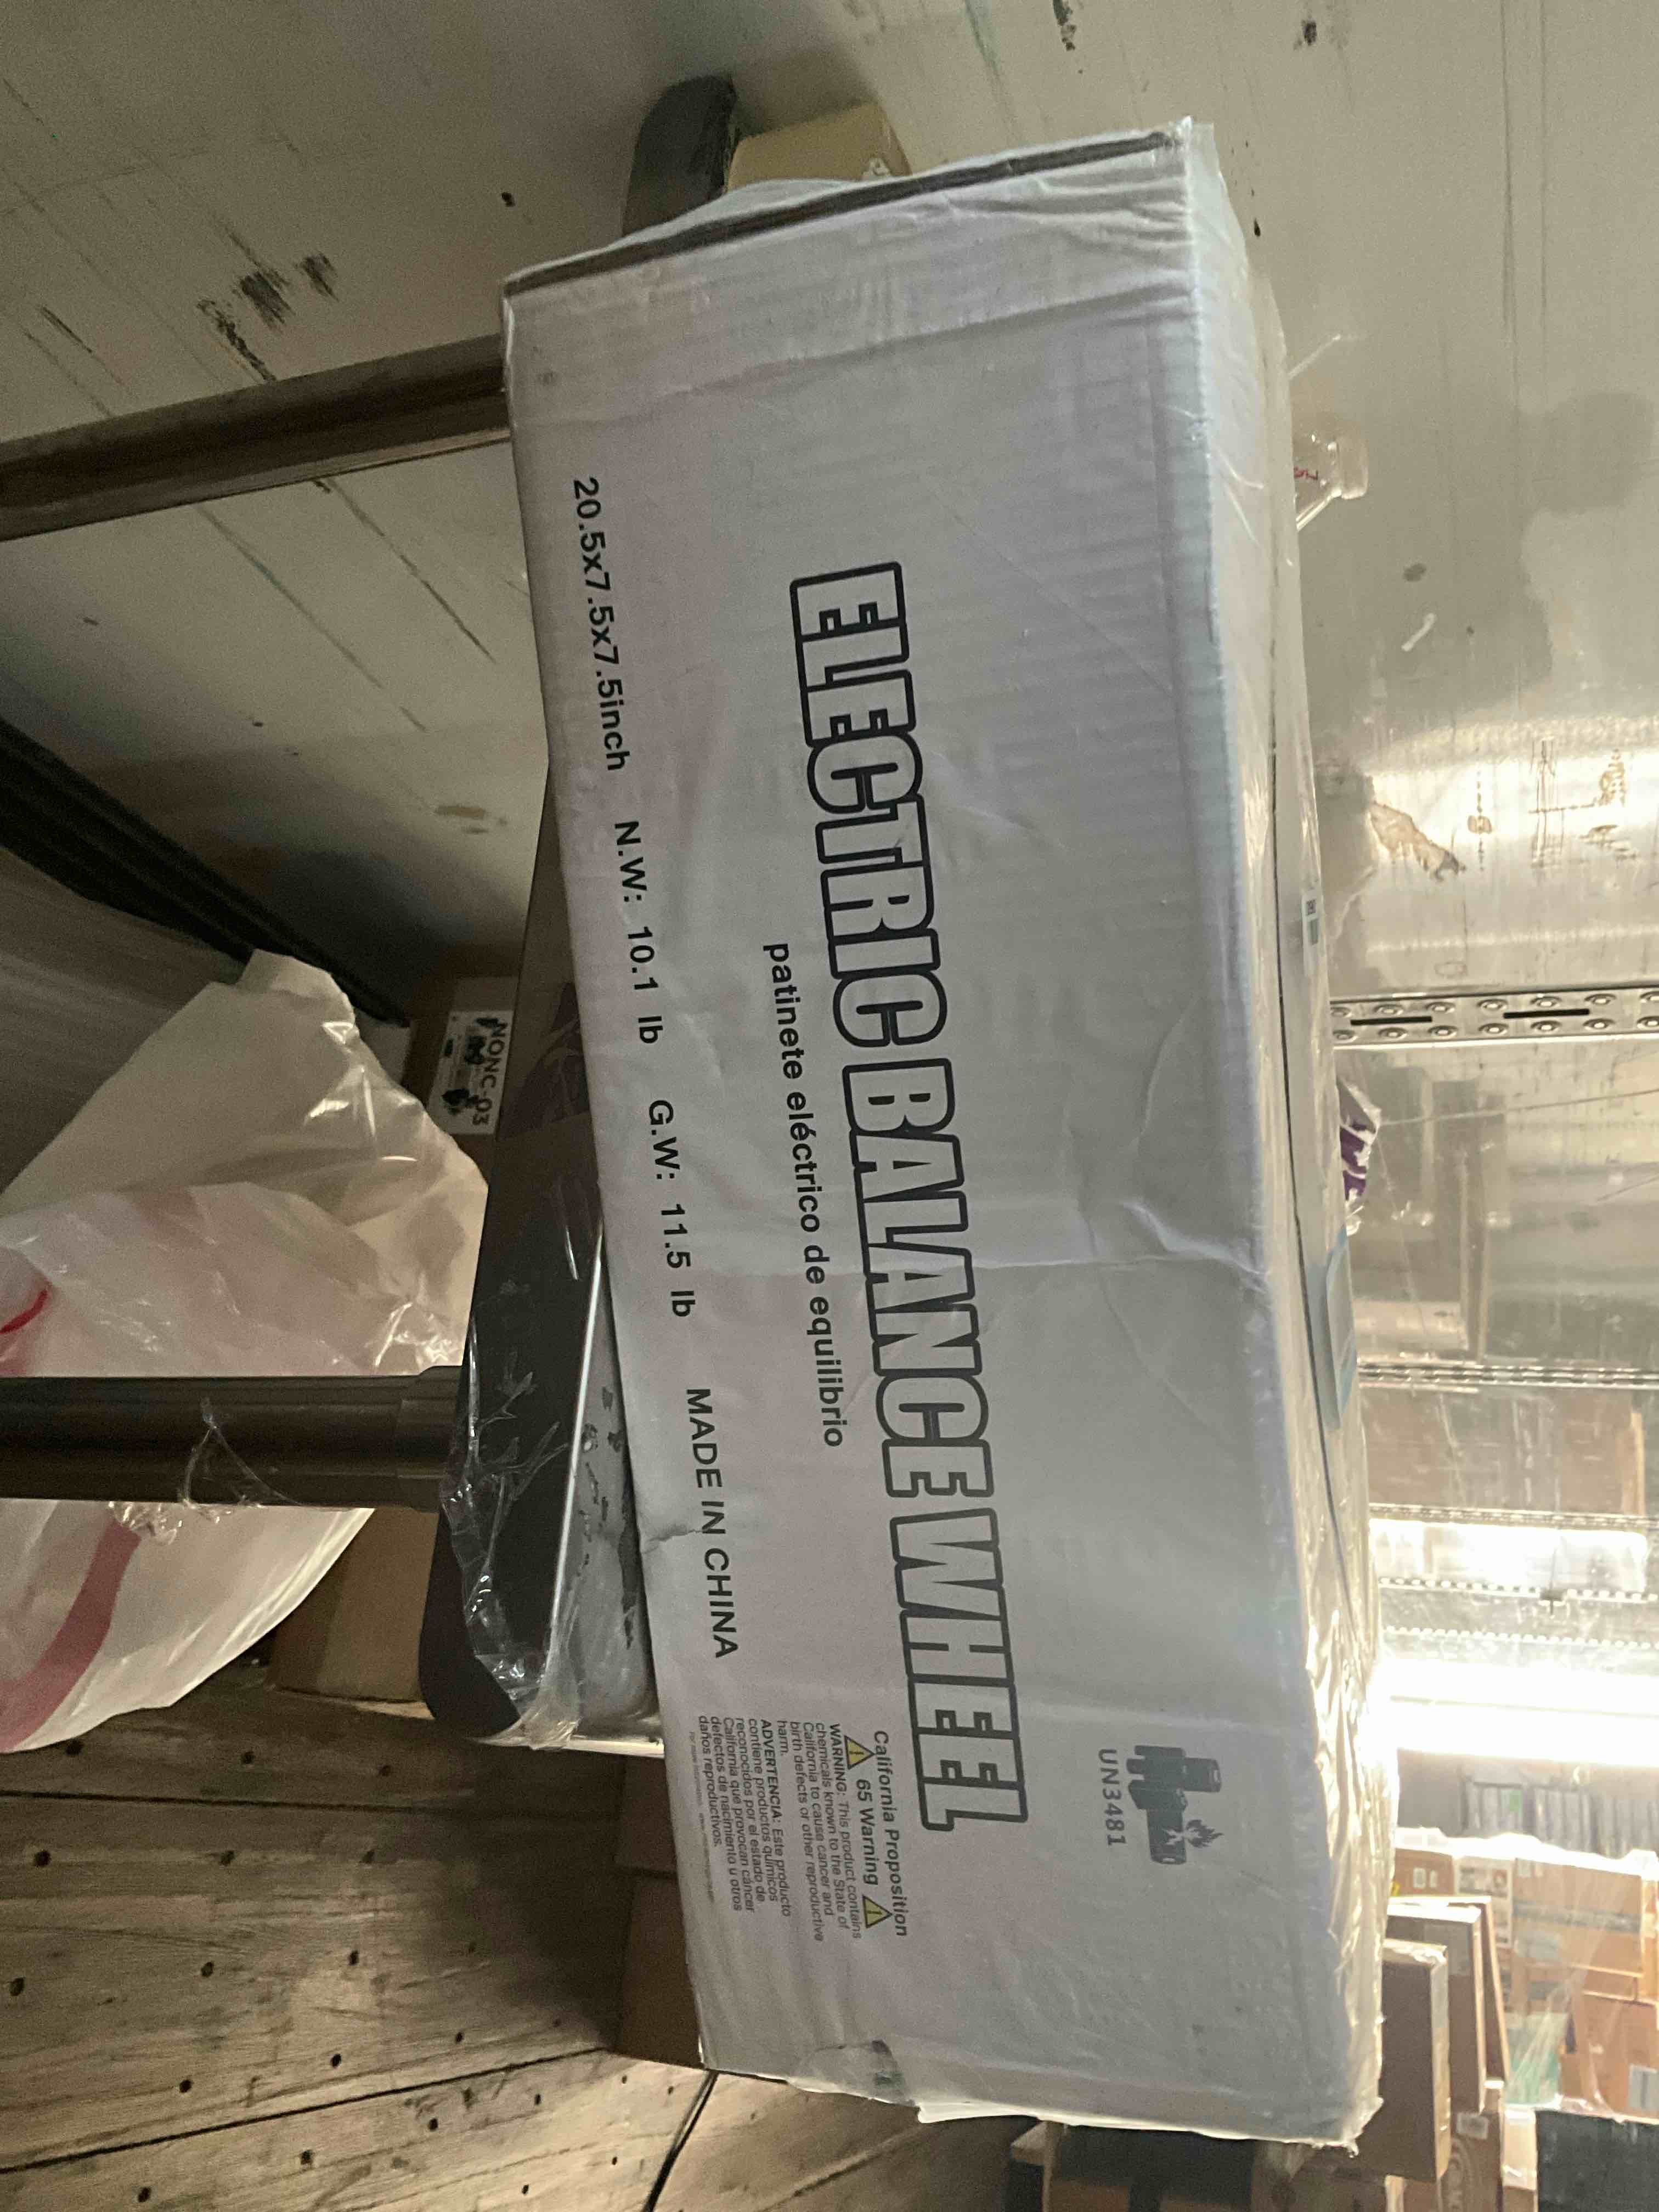 UN3481
ELECTRIC BALANCE WHEEL
patinete eléctrico de equilibrio
20.5x7.5x7.5inch N.W: 10.1 lb G.W: 11.5 lb MADE IN CHINA
California Proposition
65 Warning
WARNING: This product contains
chemicals known to the State of
California to cause cancer and
birth defects or other reproductive
harm.
ADVERTENCIA: Este producto
contiene productos químicos
reconocidos por el estado de
California que provocan cáncer
defectos de nacimiento u otros
daños reproductivos.
NONC-03